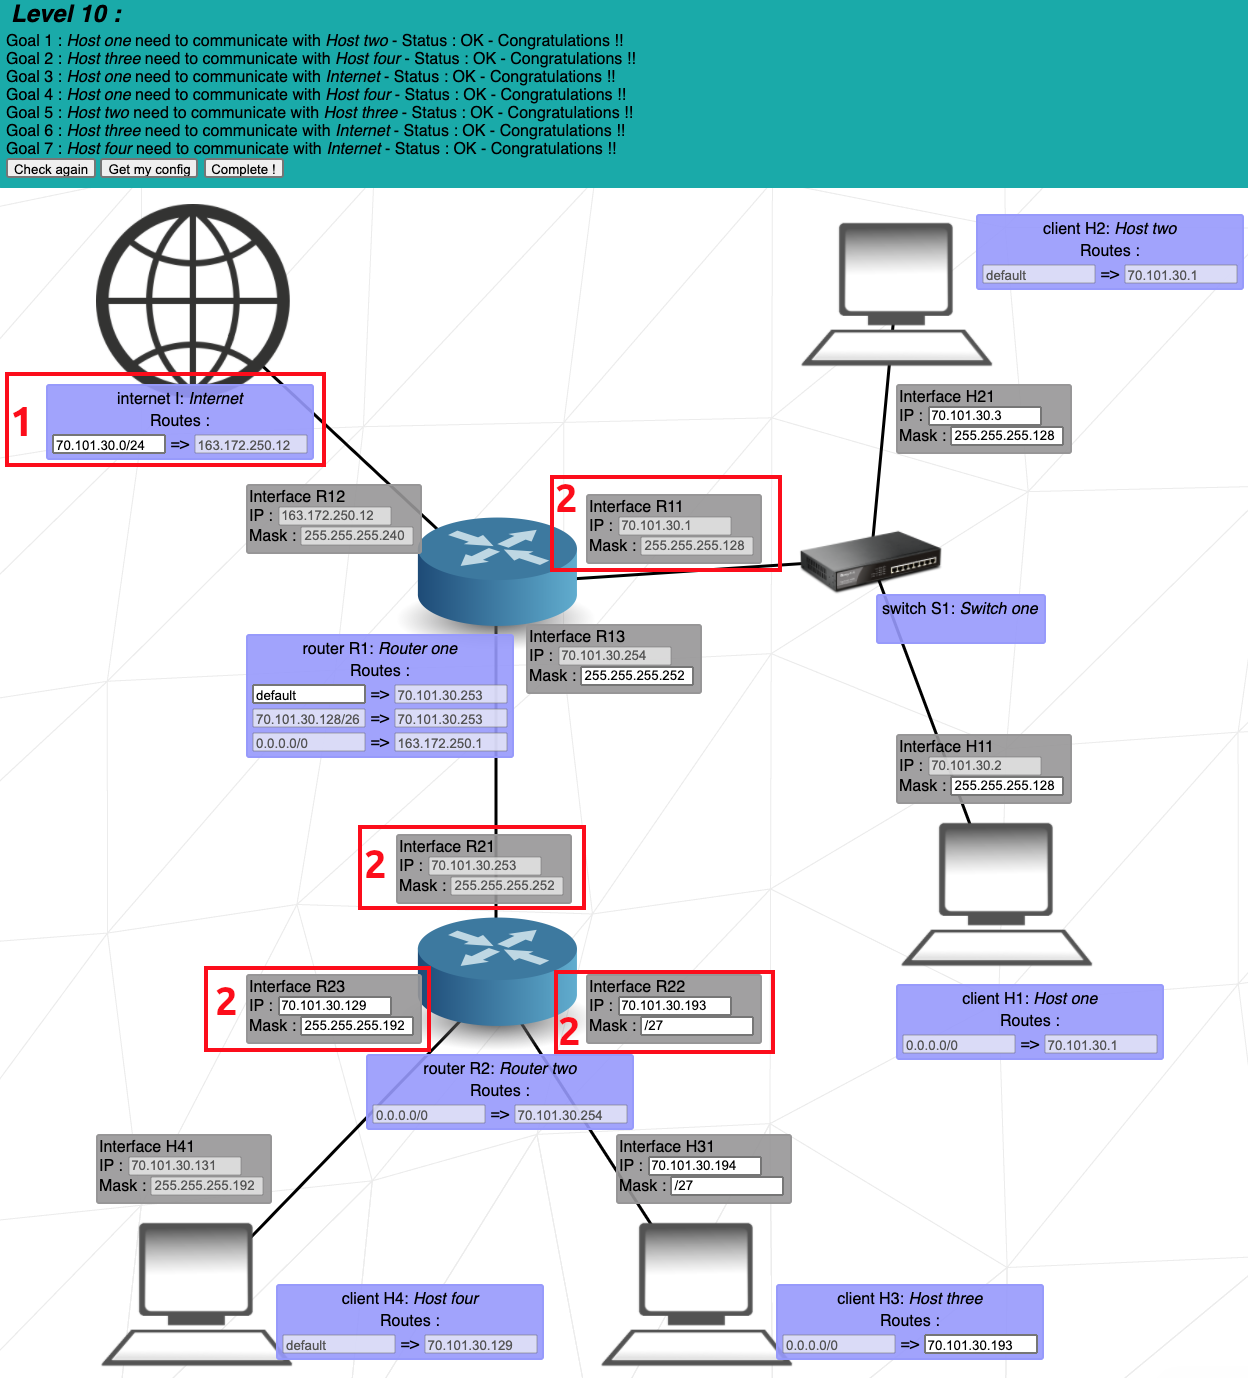 Level 10 :
Goal 1 : Host one need to communicate with Host two - Status : OK - Congratulations !!
Goal 2 : Host three need to communicate with Host four - Status : OK - Congratulations !!
Goal 3 : Host one need to communicate with Internet - Status : OK - Congratulations !!
Goal 4 : Host one need to communicate with Host four - Status : OK - Congratulations !!
Goal 5 : Host two need to communicate with Host three - Status : OK - Congratulations !!
Goal 6 : Host three need to communicate with Internet - Status : OK - Congratulations !!
Goal 7 : Host four need to communicate with Internet - Status : OK - Congratulations !!
Check again Get my config Complete !
client H2: Host two
Routes :
default => 70.101.30.1
1
internet I: Internet
Routes :
70.101.30.0/24 => 163.172.250.12
Interface H21
IP : 70.101.30.3
Mask : 255.255.255.128
Interface R12
IP : 163.172.250.12
Mask : 255.255.255.240
2
Interface R11
IP : 70.101.30.1
Mask : 255.255.255.128
switch S1: Switch one
Interface R13
IP : 70.101.30.254
Mask : 255.255.255.252
router R1: Router one
Routes :
default => 70.101.30.253
70.101.30.128/26 => 70.101.30.253
0.0.0.0/0 => 163.172.250.1
Interface H11
IP : 70.101.30.2
Mask : 255.255.255.128
2
Interface R21
IP : 70.101.30.253
Mask : 255.255.255.252
2
Interface R23
IP : 70.101.30.129
Mask : 255.255.255.192
2
Interface R22
IP : 70.101.30.193
Mask : /27
client H1: Host one
Routes :
0.0.0.0/0 => 70.101.30.1
router R2: Router two
Routes :
0.0.0.0/0 => 70.101.30.254
Interface H41
IP : 70.101.30.131
Mask : 255.255.255.192
Interface H31
IP : 70.101.30.194
Mask : /27
client H4: Host four
Routes :
default => 70.101.30.129
client H3: Host three
Routes :
0.0.0.0/0 => 70.101.30.193